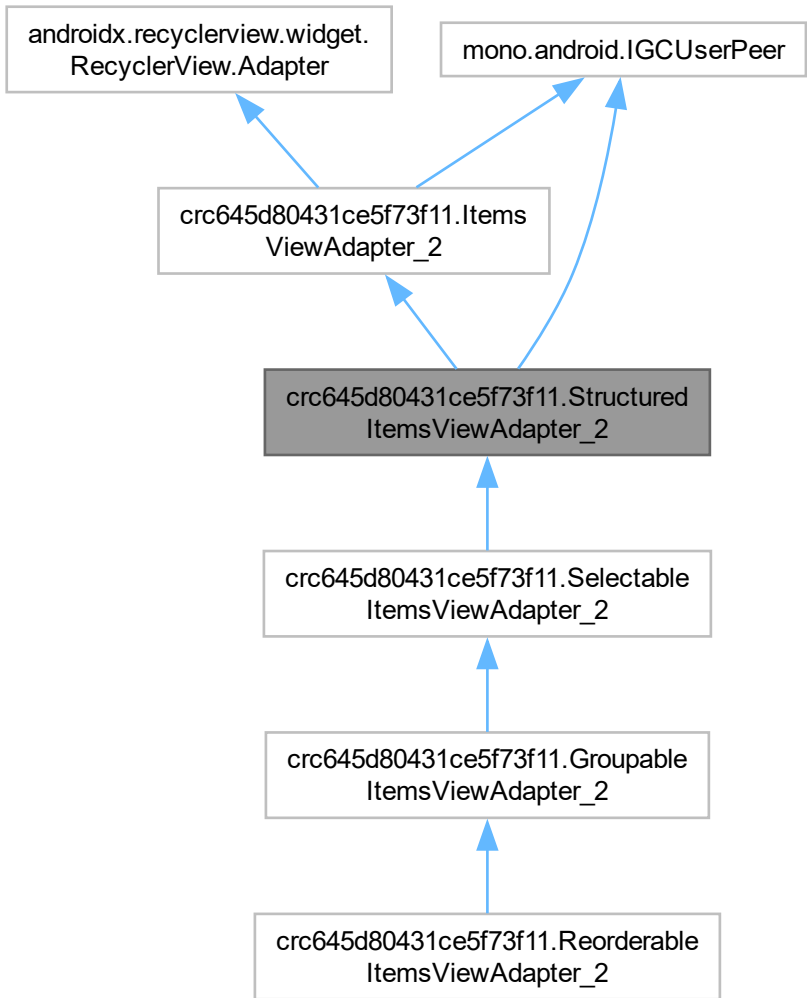 androidx.recyclerview.widget.
RecyclerView.Adapter
mono.android.IGCUserPeer
crc645d80431ce5f73f11.Items
ViewAdapter_2
crc645d80431ce5f73f11.Structured
ItemsViewAdapter_2
crc645d80431ce5f73f11.Selectable
ItemsViewAdapter_2
crc645d80431ce5f73f11.Groupable
ItemsViewAdapter_2
crc645d80431ce5f73f11.Reorderable
ItemsViewAdapter_2